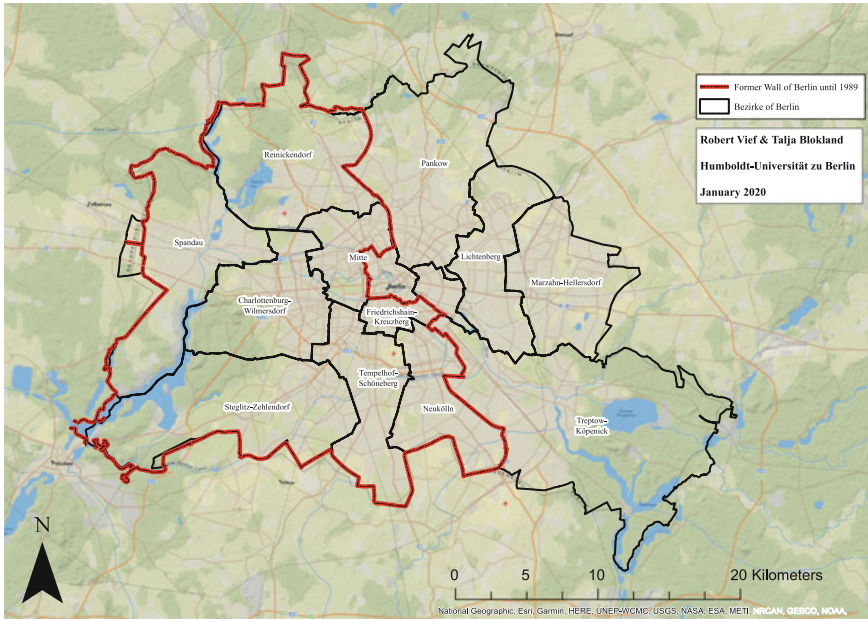 Former Wall of Berlin until 1989
Bezirke of Berlin
Robert Vief & Talja Blokland
Humboldt-Universität zu Berlin
January 2020
Reinickendorf
Pankow
Spandau
Mitte
Lichtenberg
Berlin
Marzahn-Hellersdorf
Charlottenburg-
Wilmersdorf
Friedrichshain-
Kreuzberg
Tempelhof-
Schöneberg
Steglitz-Zehlendorf
Neukölln
Treptow-
Köpenick
N
0 5 10 20 Kilometers
National Geographic, Esri, Garmin, HERE, UNEP-WCMC, USGS, NASA, ESA, METI, NRCAN, GEBCO, NOAA,